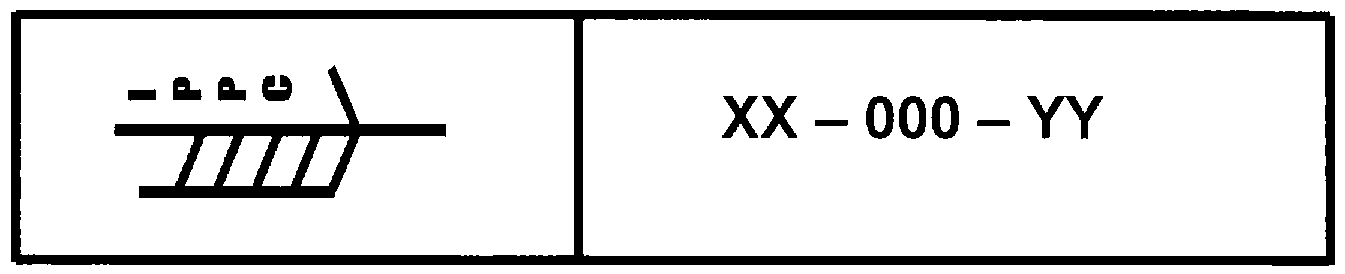 IPPC
XX – 000 – YY